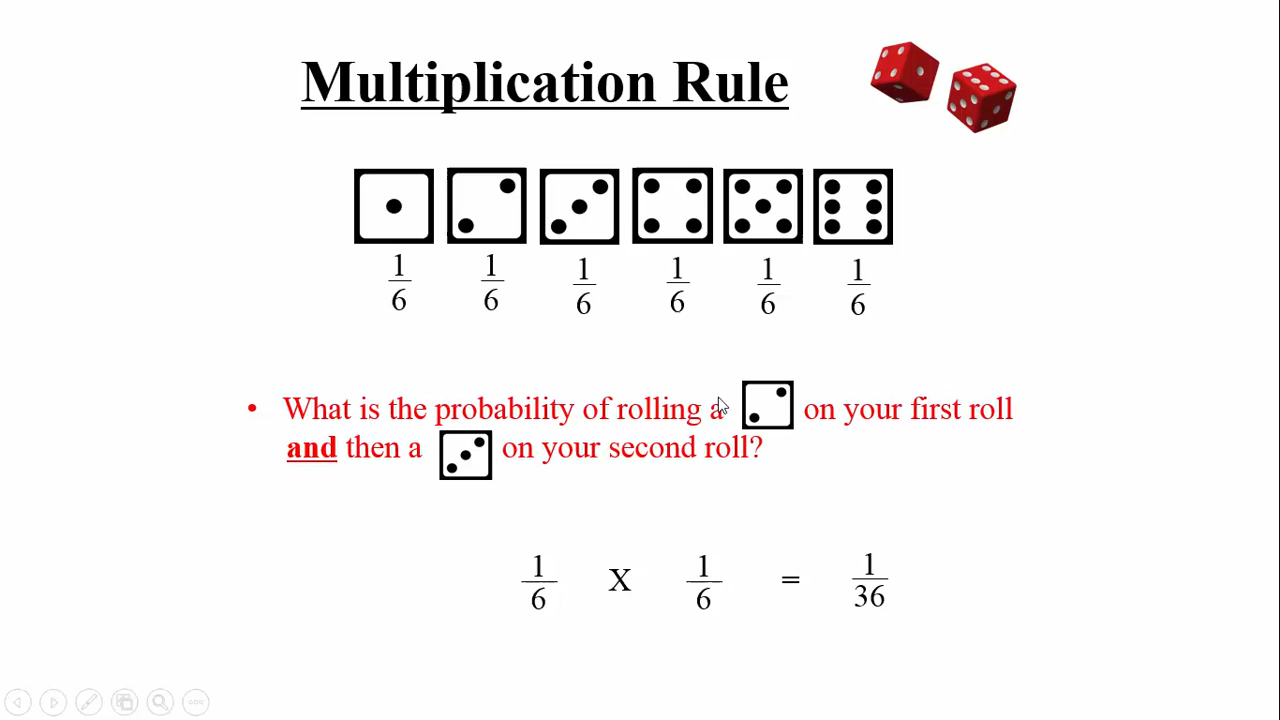 Multiplication Rule
1/6 1/6 1/6 1/6 1/6 1/6
• What is the probability of rolling a on your first roll
and then a on your second roll?
1/6 X 1/6 = 1/36